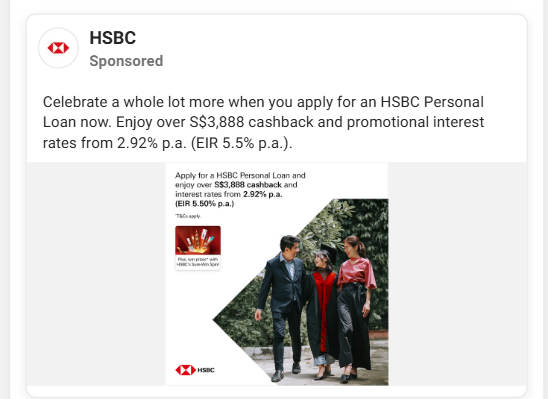 HSBC
Sponsored
Celebrate a whole lot more when you apply for an HSBC Personal
Loan now. Enjoy over S$3,888 cashback and promotional interest
rates from 2.92% p.a. (EIR 5.5% p.a.).
Apply for a HSBC Personal Loan and
enjoy over S$3,888 cashback and
interest rates from 2.92% p.a.
(EIR 5.50% p.a.)
*T&Cs apply.
Plus, win prizes* with
HSBC's Sure-Win Spin!
HSBC